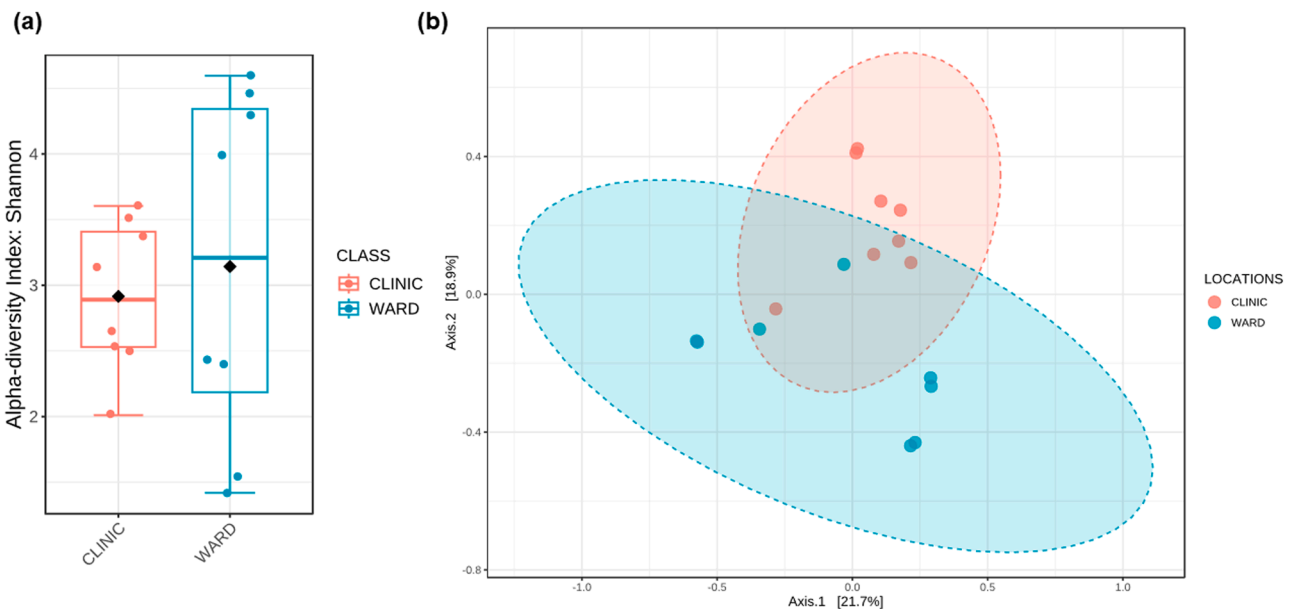 (a)
Alpha-diversity Index: Shannon
4
3
2
CLINIC
WARD
CLASS
CLINIC
WARD
(b)
Axis.2 [18.9%]
0.4
0.0
-0.4
-0.8
-1.0
-0.5
0.0
0.5
1.0
Axis.1 [21.7%]
LOCATIONS
CLINIC
WARD